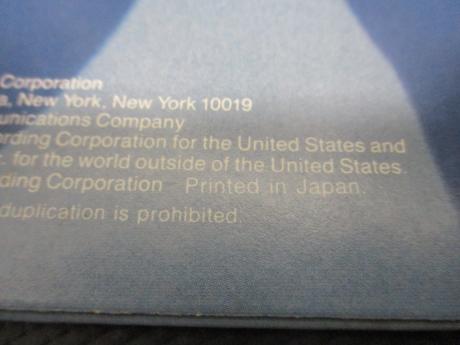 Corporation
a, New York, New York 10019
unications Company
ording Corporation for the United States and
c. for the world outside of the United States.
ding Corporation Printed in Japan.
duplication is prohibited.